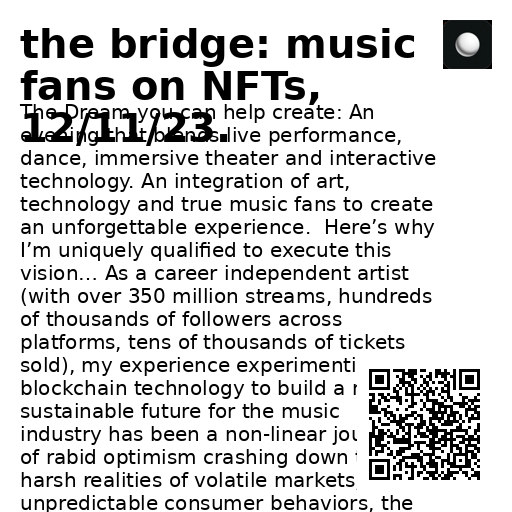 the bridge: music
fans on NFTs,
12/11/23.
The Dream you can help create: An
evening that blends live performance,
dance, immersive theater and interactive
technology. An integration of art,
technology and true music fans to create
an unforgettable experience.  Here’s why
I’m uniquely qualified to execute this
vision… As a career independent artist
(with over 350 million streams, hundreds
of thousands of followers across
platforms, tens of thousands of tickets
sold), my experience experimenti
blockchain technology to build a
sustainable future for the music
industry has been a non-linear
of rabid optimism crashing down
harsh realities of volatile markets,
unpredictable consumer behaviors, the